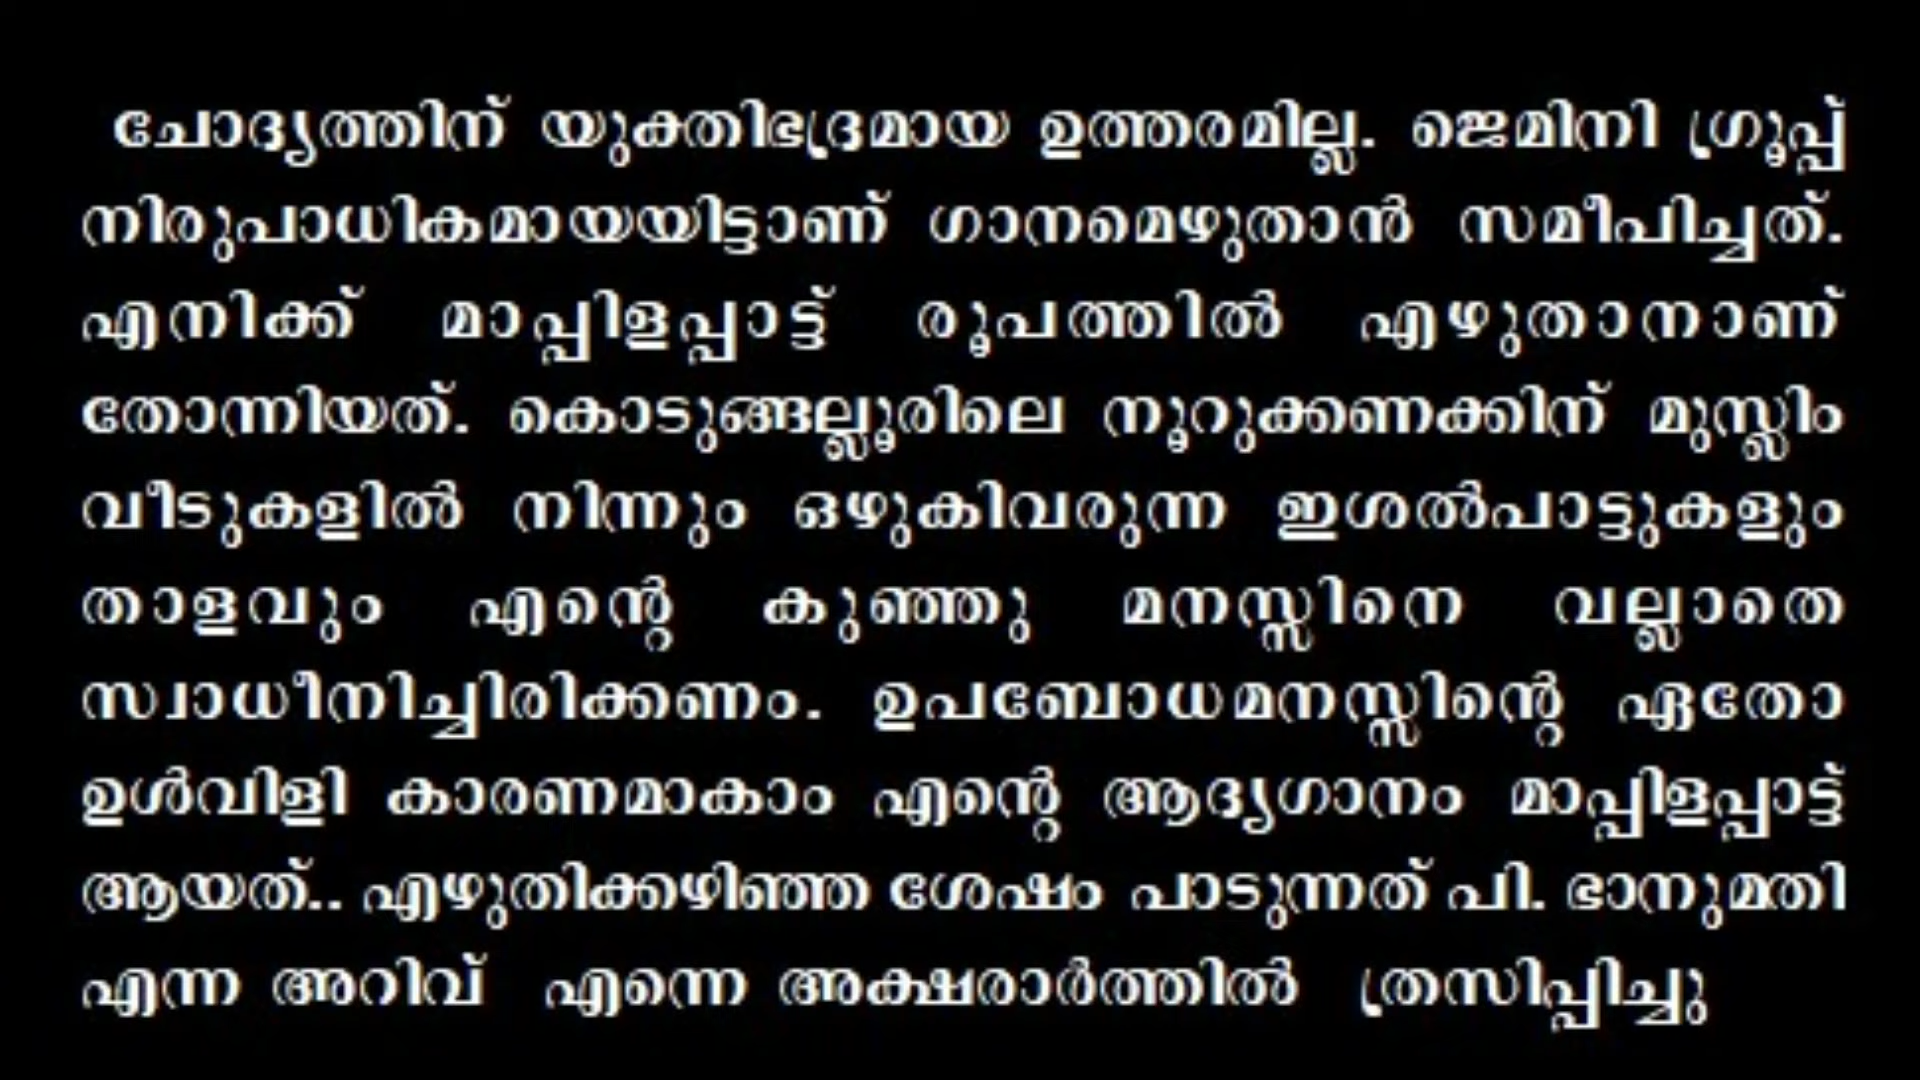 ചോദ്യത്തിന് യുക്തിഭദ്രമായ ഉത്തരമില്ല. ജെമിനി ഗ്രൂപ്പ്
നിരുപാധികമായയിട്ടാണ് ഗാനമെഴുതാൻ സമീപിച്ചത്.
എനിക്ക് മാപ്പിളപ്പാട്ട് രൂപത്തിൽ എഴുതാനാണ്
തോന്നിയത്. കൊടുങ്ങല്ലൂരിലെ നൂറുക്കണക്കിന് മുസ്ലിം
വീടുകളിൽ നിന്നും ഒഴുകിവരുന്ന ഇശൽപാട്ടുകളും
താളവും എന്റെ കുഞ്ഞു മനസ്സിനെ വല്ലാതെ
സ്വാധീനിച്ചിരിക്കണം. ഉപബോധമനസ്സിന്റെ ഏതോ
ഉൾവിളി കാരണമാകാം എന്റെ ആദ്യഗാനം മാപ്പിളപ്പാട്ട്
ആയത്.. എഴുതിക്കഴിഞ്ഞ ശേഷം പാടുന്നത് പി. ഭാനുമതി
എന്ന അറിവ് എന്നെ അക്ഷരാർത്തിൽ ത്രസിപ്പിച്ചു